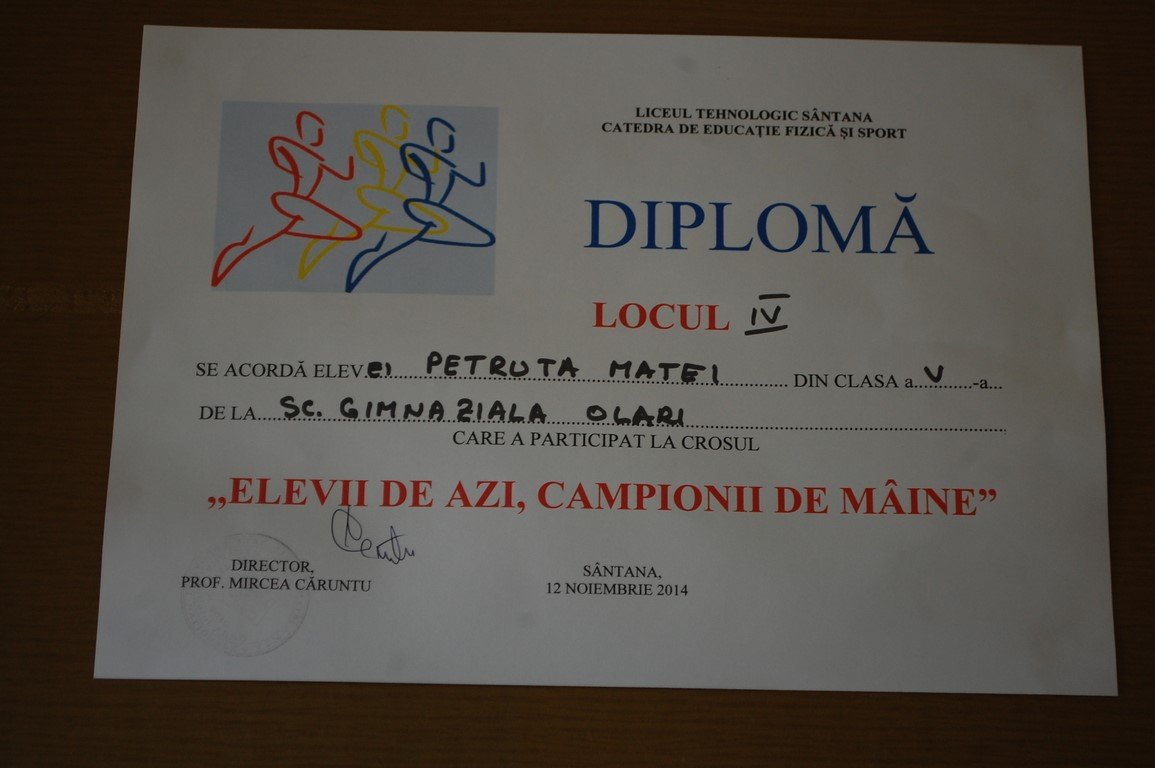 LICEUL TEHNOLOGIC SÂNTANA
CATEDRA DE EDUCAȚIE FIZICĂ ȘI SPORT
DIPLOMĂ
LOCUL IV
SE ACORDĂ ELEVEI PETRUTA MATEI DIN CLASA a V -a
DE LA SC. GIMNAZIALA OLARI
CARE A PARTICIPAT LA CROSUL
„ELEVII DE AZI, CAMPIONII DE MÂINE”
DIRECTOR,
PROF. MIRCEA CĂRUNTU
SÂNTANA,
12 NOIEMBRIE 2014